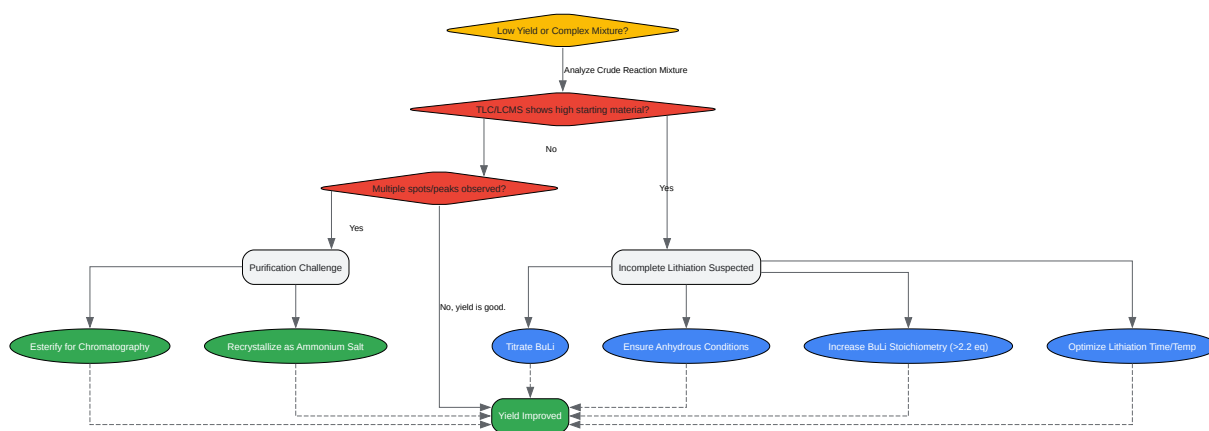 Low Yield or Complex Mixture?
Analyze Crude Reaction Mixture
TLC/LCMS shows high starting material?
No
Multiple spots/peaks observed?
Yes
Yes
Purification Challenge
Incomplete Lithiation Suspected
No, yield is good.
Esterify for Chromatography
Recrystallize as Ammonium Salt
Titrate BuLi
Ensure Anhydrous Conditions
Increase BuLi Stoichiometry (>2.2 eq)
Optimize Lithiation Time/Temp
Yield Improved